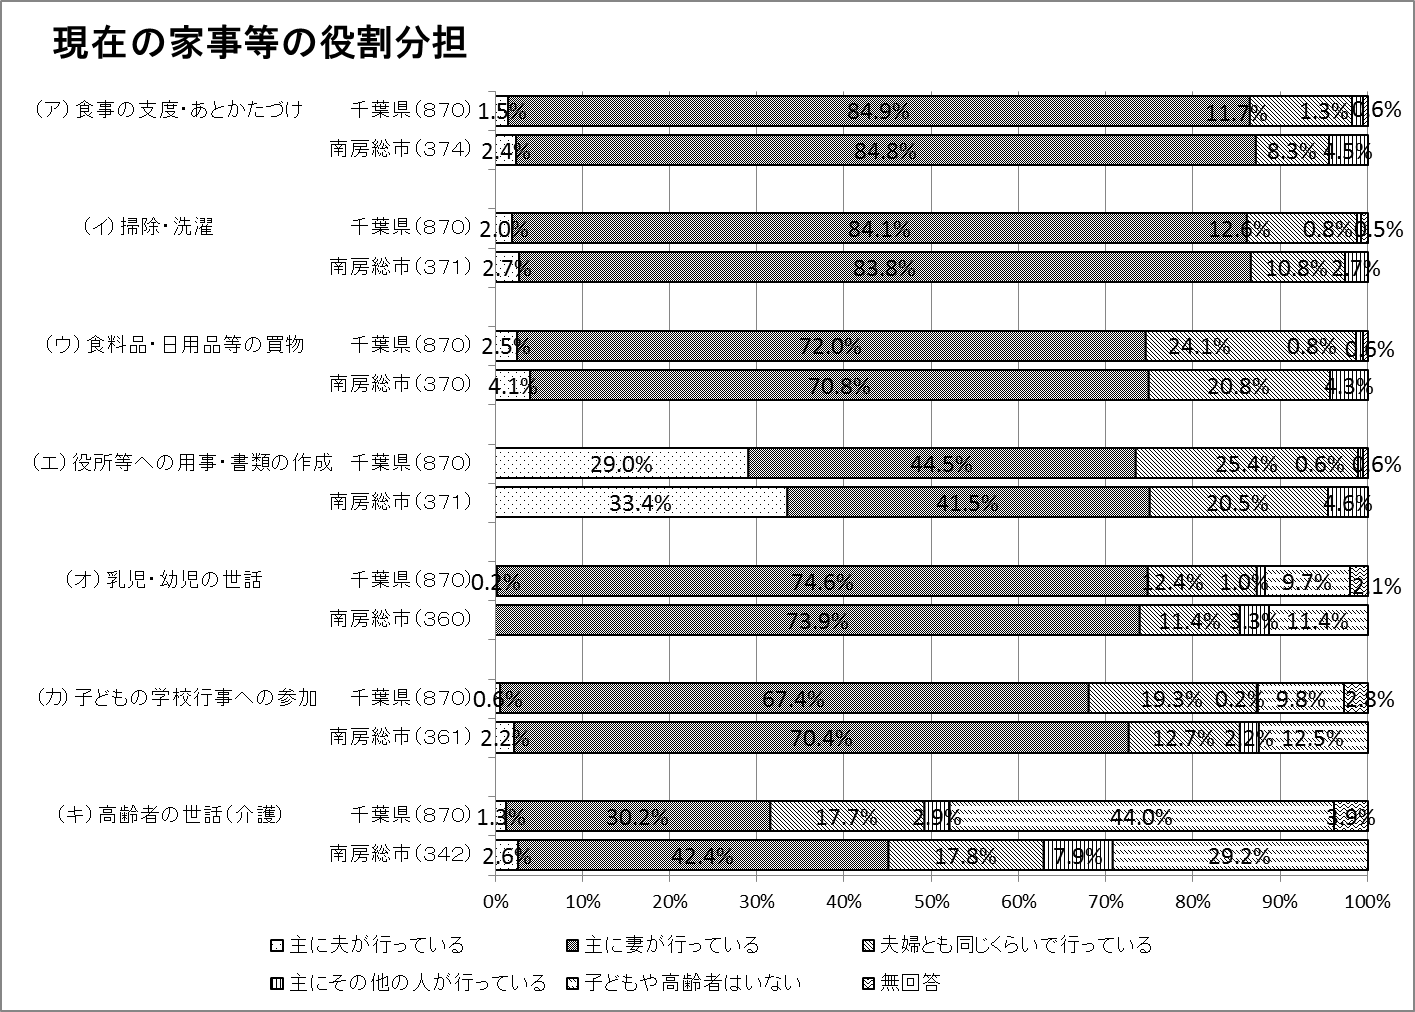 現在の家事等の役割分担
（ア）食事の支度・あとかたづけ 千葉県（870） 1.5% 84.9% 11.7% 1.3% 0.6%
南房総市（374） 2.4% 84.8% 8.3% 4.5%
（イ）掃除・洗濯 千葉県（870） 2.0% 84.1% 12.6% 0.8% 0.5%
南房総市（371） 2.7% 83.8% 10.8% 2.7%
（ウ）食料品・日用品等の買物 千葉県（870） 2.5% 72.0% 24.1% 0.8% 0.6%
南房総市（370） 4.1% 70.8% 20.8% 4.3%
（エ）役所等への用事・書類の作成 千葉県（870） 29.0% 44.5% 25.4% 0.6% 0.6%
南房総市（371） 33.4% 41.5% 20.5% 4.6%
（オ）乳児・幼児の世話 千葉県（870） 0.2% 74.6% 12.4% 1.0% 9.7% 2.1%
南房総市（360） 73.9% 11.4% 3.3% 11.4%
（カ）子どもの学校行事への参加 千葉県（870） 0.6% 67.4% 19.3% 0.2% 9.8% 2.8%
南房総市（361） 2.2% 70.4% 12.7% 2.2% 12.5%
（キ）高齢者の世話（介護） 千葉県（870） 1.3% 30.2% 17.7% 2.9% 44.0% 3.9%
南房総市（342） 2.6% 42.4% 17.8% 7.9% 29.2%
0% 10% 20% 30% 40% 50% 60% 70% 80% 90% 100%
主に夫が行っている 主に妻が行っている 夫婦とも同じくらいで行っている
主にその他の人が行っている 子どもや高齢者はいない 無回答